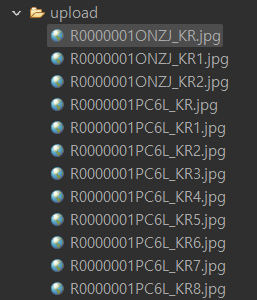 upload
R0000001ONZJ_KR.jpg
R0000001ONZJ_KR1.jpg
R0000001ONZJ_KR2.jpg
R0000001PC6L_KR.jpg
R0000001PC6L_KR1.jpg
R0000001PC6L_KR2.jpg
R0000001PC6L_KR3.jpg
R0000001PC6L_KR4.jpg
R0000001PC6L_KR5.jpg
R0000001PC6L_KR6.jpg
R0000001PC6L_KR7.jpg
R0000001PC6L_KR8.jpg